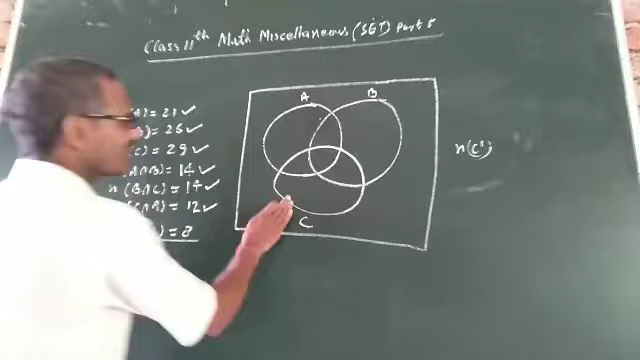 Class 11th Math Miscellaneous (SET) Part 5
A) = 21 ✓
B) = 26 ✓
C) = 29 ✓
A∩B) = 14 ✓
n (B∩C) = 14 ✓
C∩A) = 12 ✓
) = 8
A B
C
n(C')